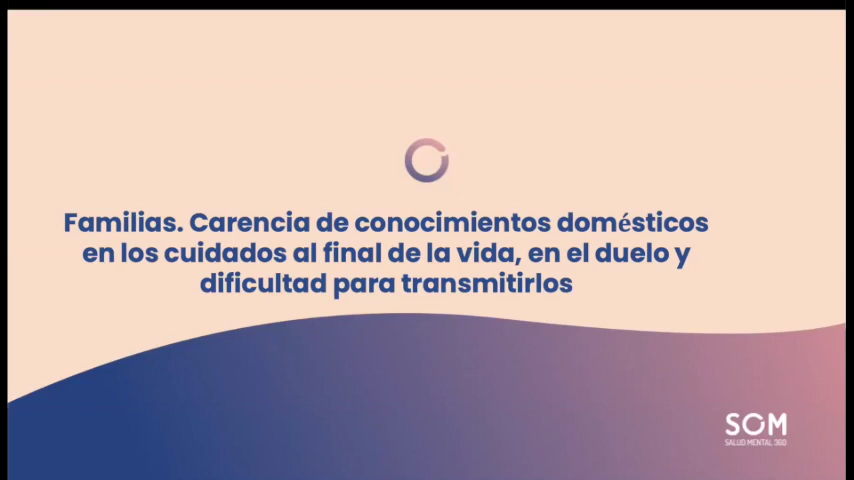 Familias. Carencia de conocimientos domésticos
en los cuidados al final de la vida, en el duelo y
dificultad para transmitirlos
SOM
SALUD MENTAL 360